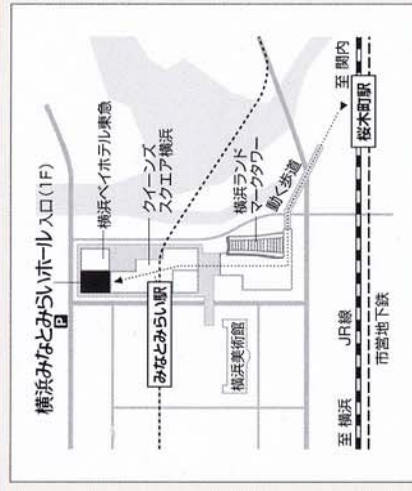 横浜みなとみらいホール 入口(1F)
P
横浜ベイホテル東急
クイーンズ
スクエア横浜
みなとみらい駅
横浜ランド
マークタワー
動く歩道
横浜美術館
桜木町駅
至 横浜
JR線
至 関内
市営地下鉄